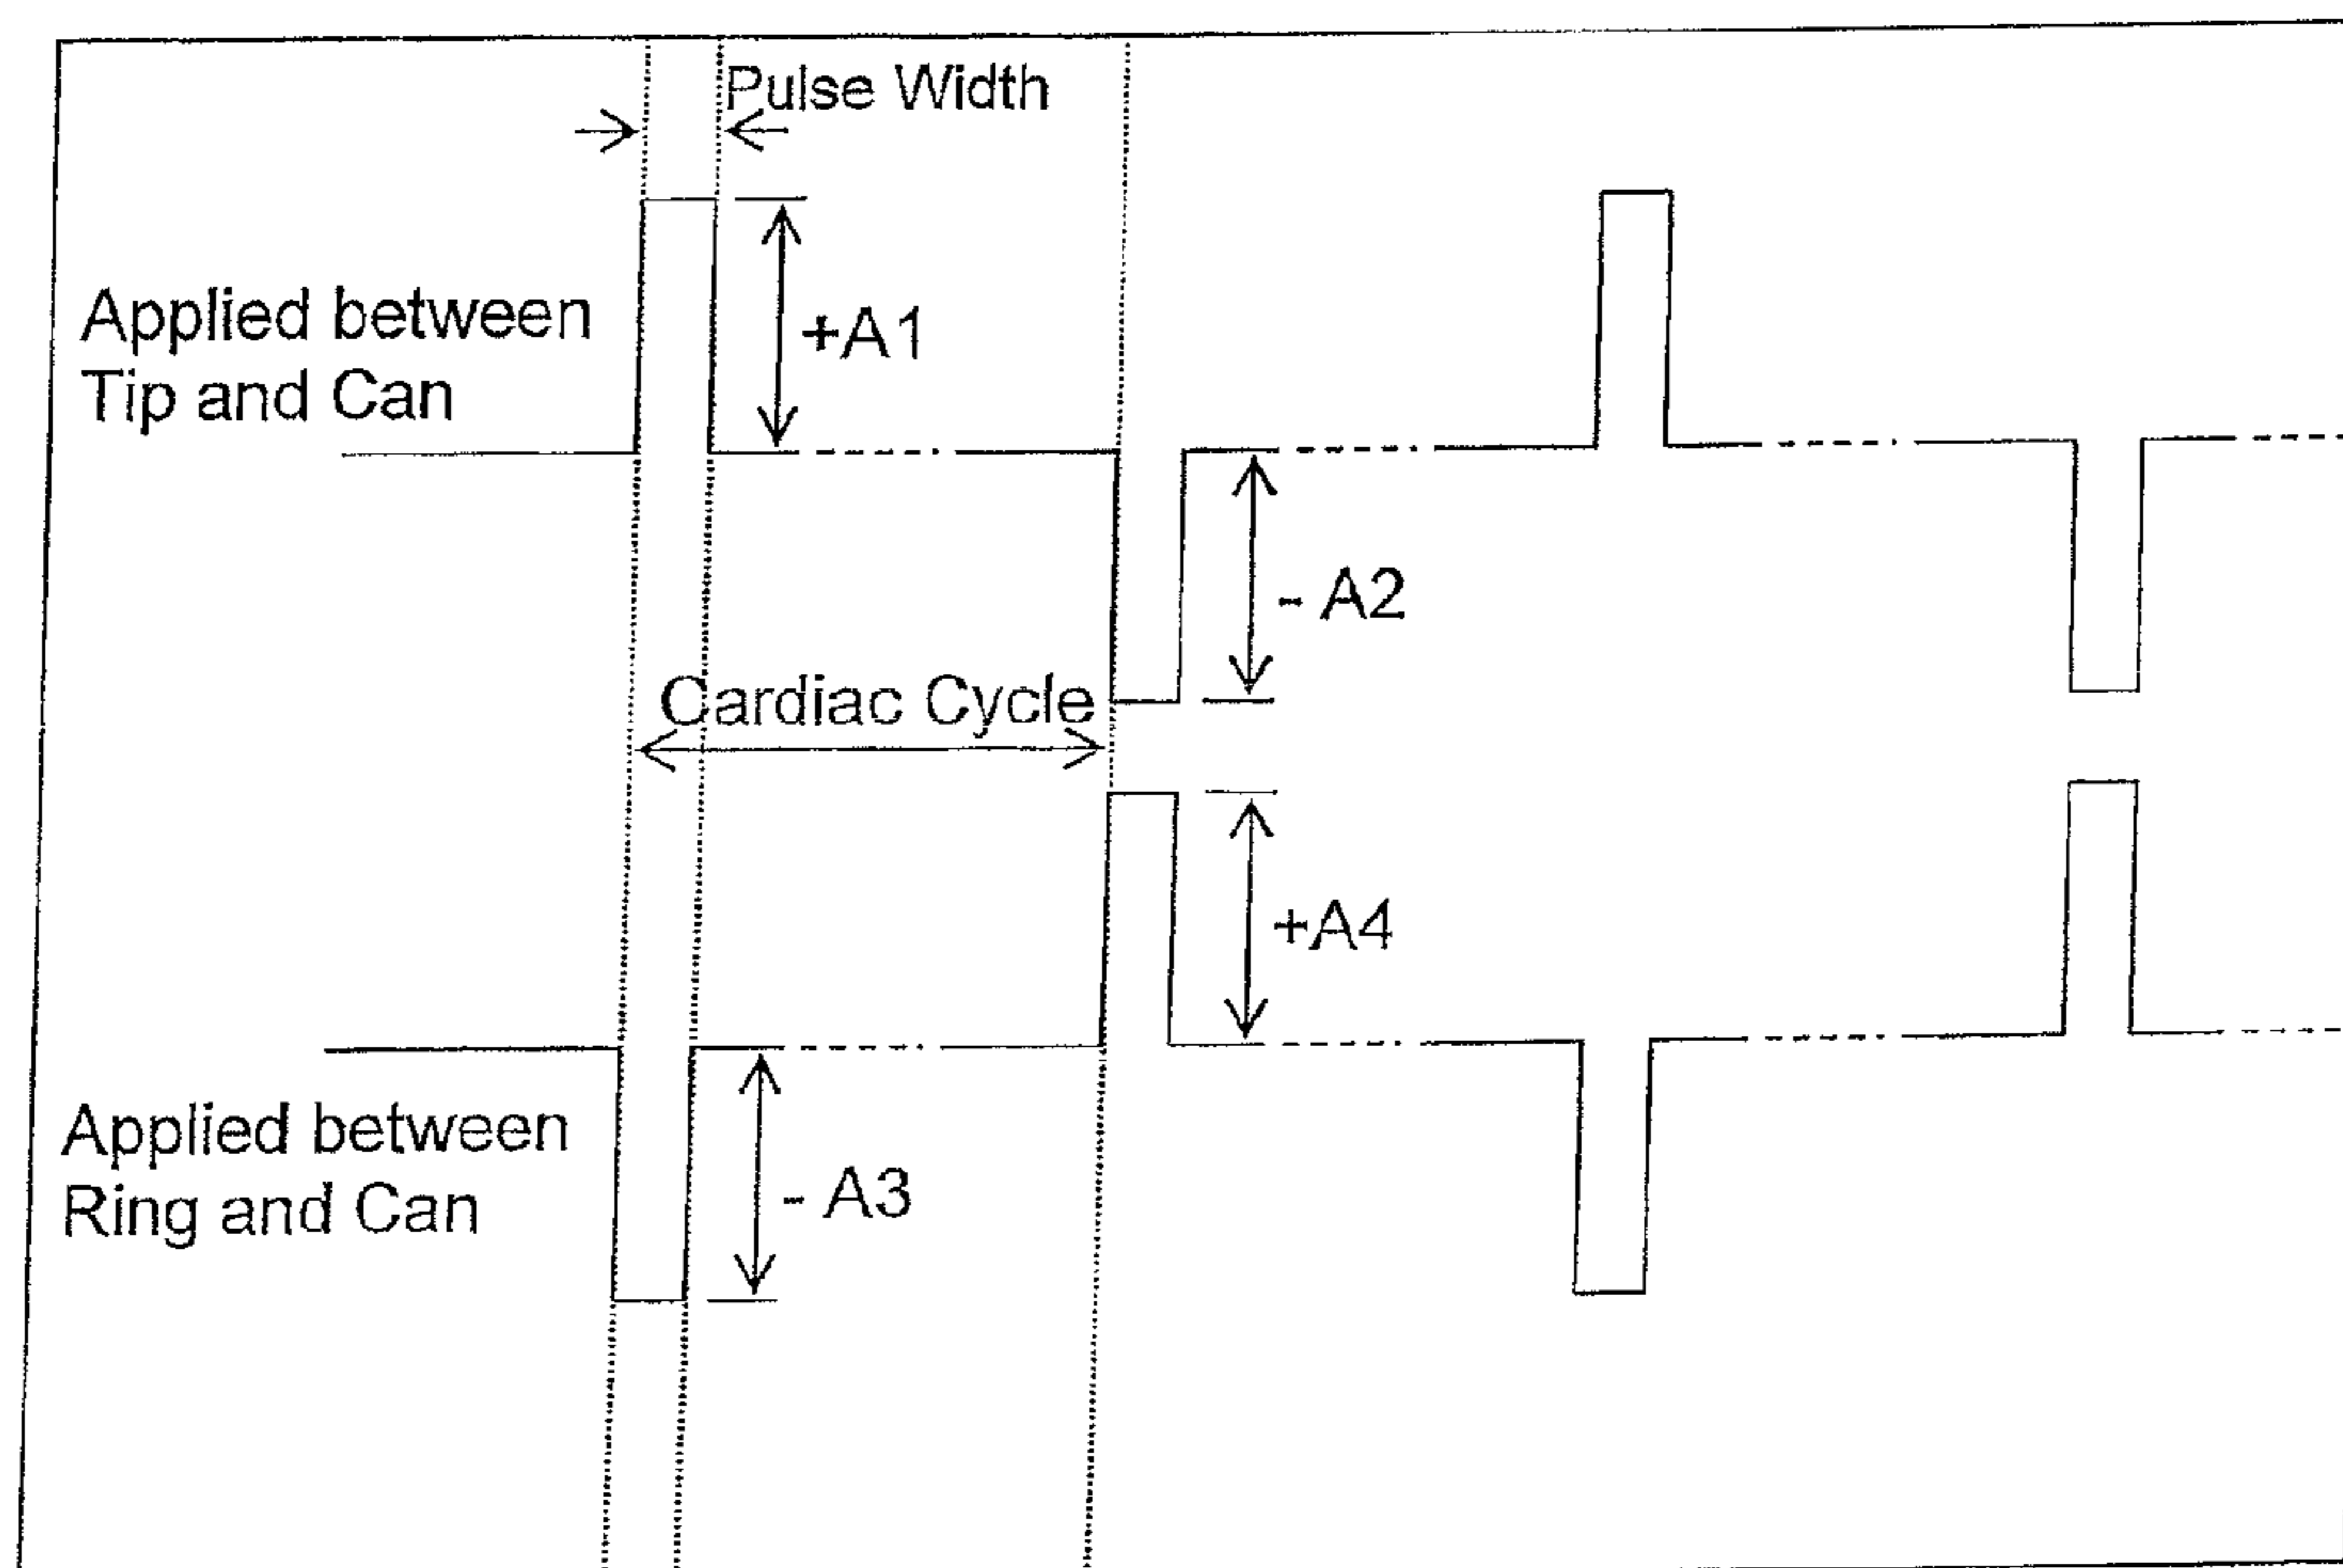 Pulse Width
Applied between
Tip and Can
+A1
- A2
Cardiac Cycle
+A4
Applied between
Ring and Can
- A3